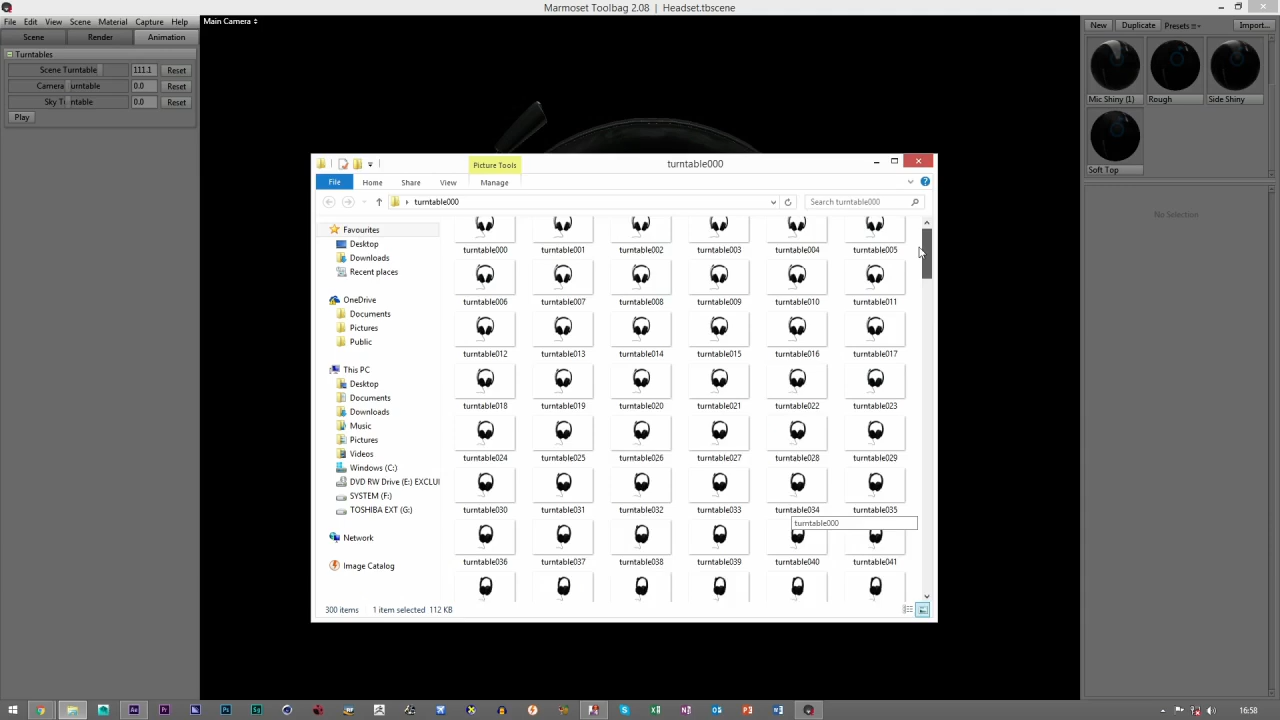 Marmoset Toolbag 2.08 | Headset.tbscene
File Edit View Scene Material Capture Help
Main Camera
New Duplicate Presets Import...
Scene Render Animation
Turntables
Scene Turntable 111.1 Reset
Camera Turntable 0.0 Reset
0.0 Reset
Play
Mic Shiny (1) Rough Side Shiny
Soft Top
No Selection
Picture Tools turntable000
File Home Share View Manage
turntable000 Search turntable000
Favourites
Desktop
Downloads
Recent places
OneDrive
Documents
Pictures
Public
This PC
Desktop
Documents
Downloads
Music
Pictures
Videos
Windows (C:)
DVD RW Drive (E:) EXCLUI
SYSTEM (F:)
TOSHIBA EXT (G:)
Network
Image Catalog
turntable000 turntable001 turntable002 turntable003 turntable004 turntable005
turntable006 turntable007 turntable008 turntable009 turntable010 turntable011
turntable012 turntable013 turntable014 turntable015 turntable016 turntable017
turntable018 turntable019 turntable020 turntable021 turntable022 turntable023
turntable024 turntable025 turntable026 turntable027 turntable028 turntable029
turntable030 turntable031 turntable032 turntable033 turntable034 turntable035
turntable000
turntable036 turntable037 turntable038 turntable039 turntable040 turntable041
300 items 1 item selected 112 KB
16:58